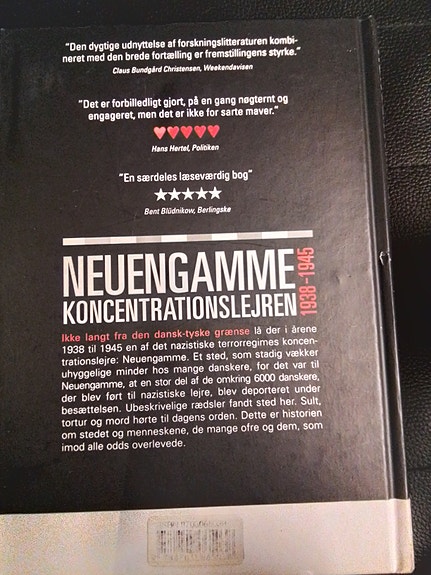 "Den dygtige udnyttelse af forskningslitteraturen kombi-
neret med den brede fortælling er fremstillingens styrke."
Claus Bundgård Christensen, Weekendavisen
"Det er forbilledligt gjort, på en gang nøgternt og
engageret, men det er ikke for sarte maver."
Hans Hertel, Politiken
"En særdeles læseværdig bog"
Bent Blüdnikow, Berlingske
NEUENGAMME
KONCENTRATIONSLEJREN
1938-1945
Ikke langt fra den dansk-tyske grænse lå der i årene
1938 til 1945 en af det nazistiske terrorregimes koncen-
trationslejre: Neuengamme. Et sted, som stadig vækker
uhyggelige minder hos mange danskere, for det var til
Neuengamme, at en stor del af de omkring 6000 danskere,
der blev ført til nazistiske lejre, blev deporteret under
besættelsen. Ubeskrivelige rædsler fandt sted her. Sult,
tortur og mord hørte til dagens orden. Dette er historien
om stedet og menneskene, de mange ofre og dem, som
imod alle odds overlevede.